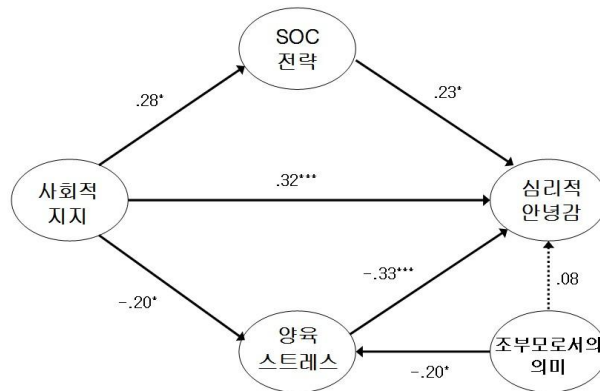 SOC
전략
.28*
.23*
.32***
사회적
지지
심리적
안녕감
-.33***
.08
-.20*
양육
스트레스
조부모로서의
의미
-.20*